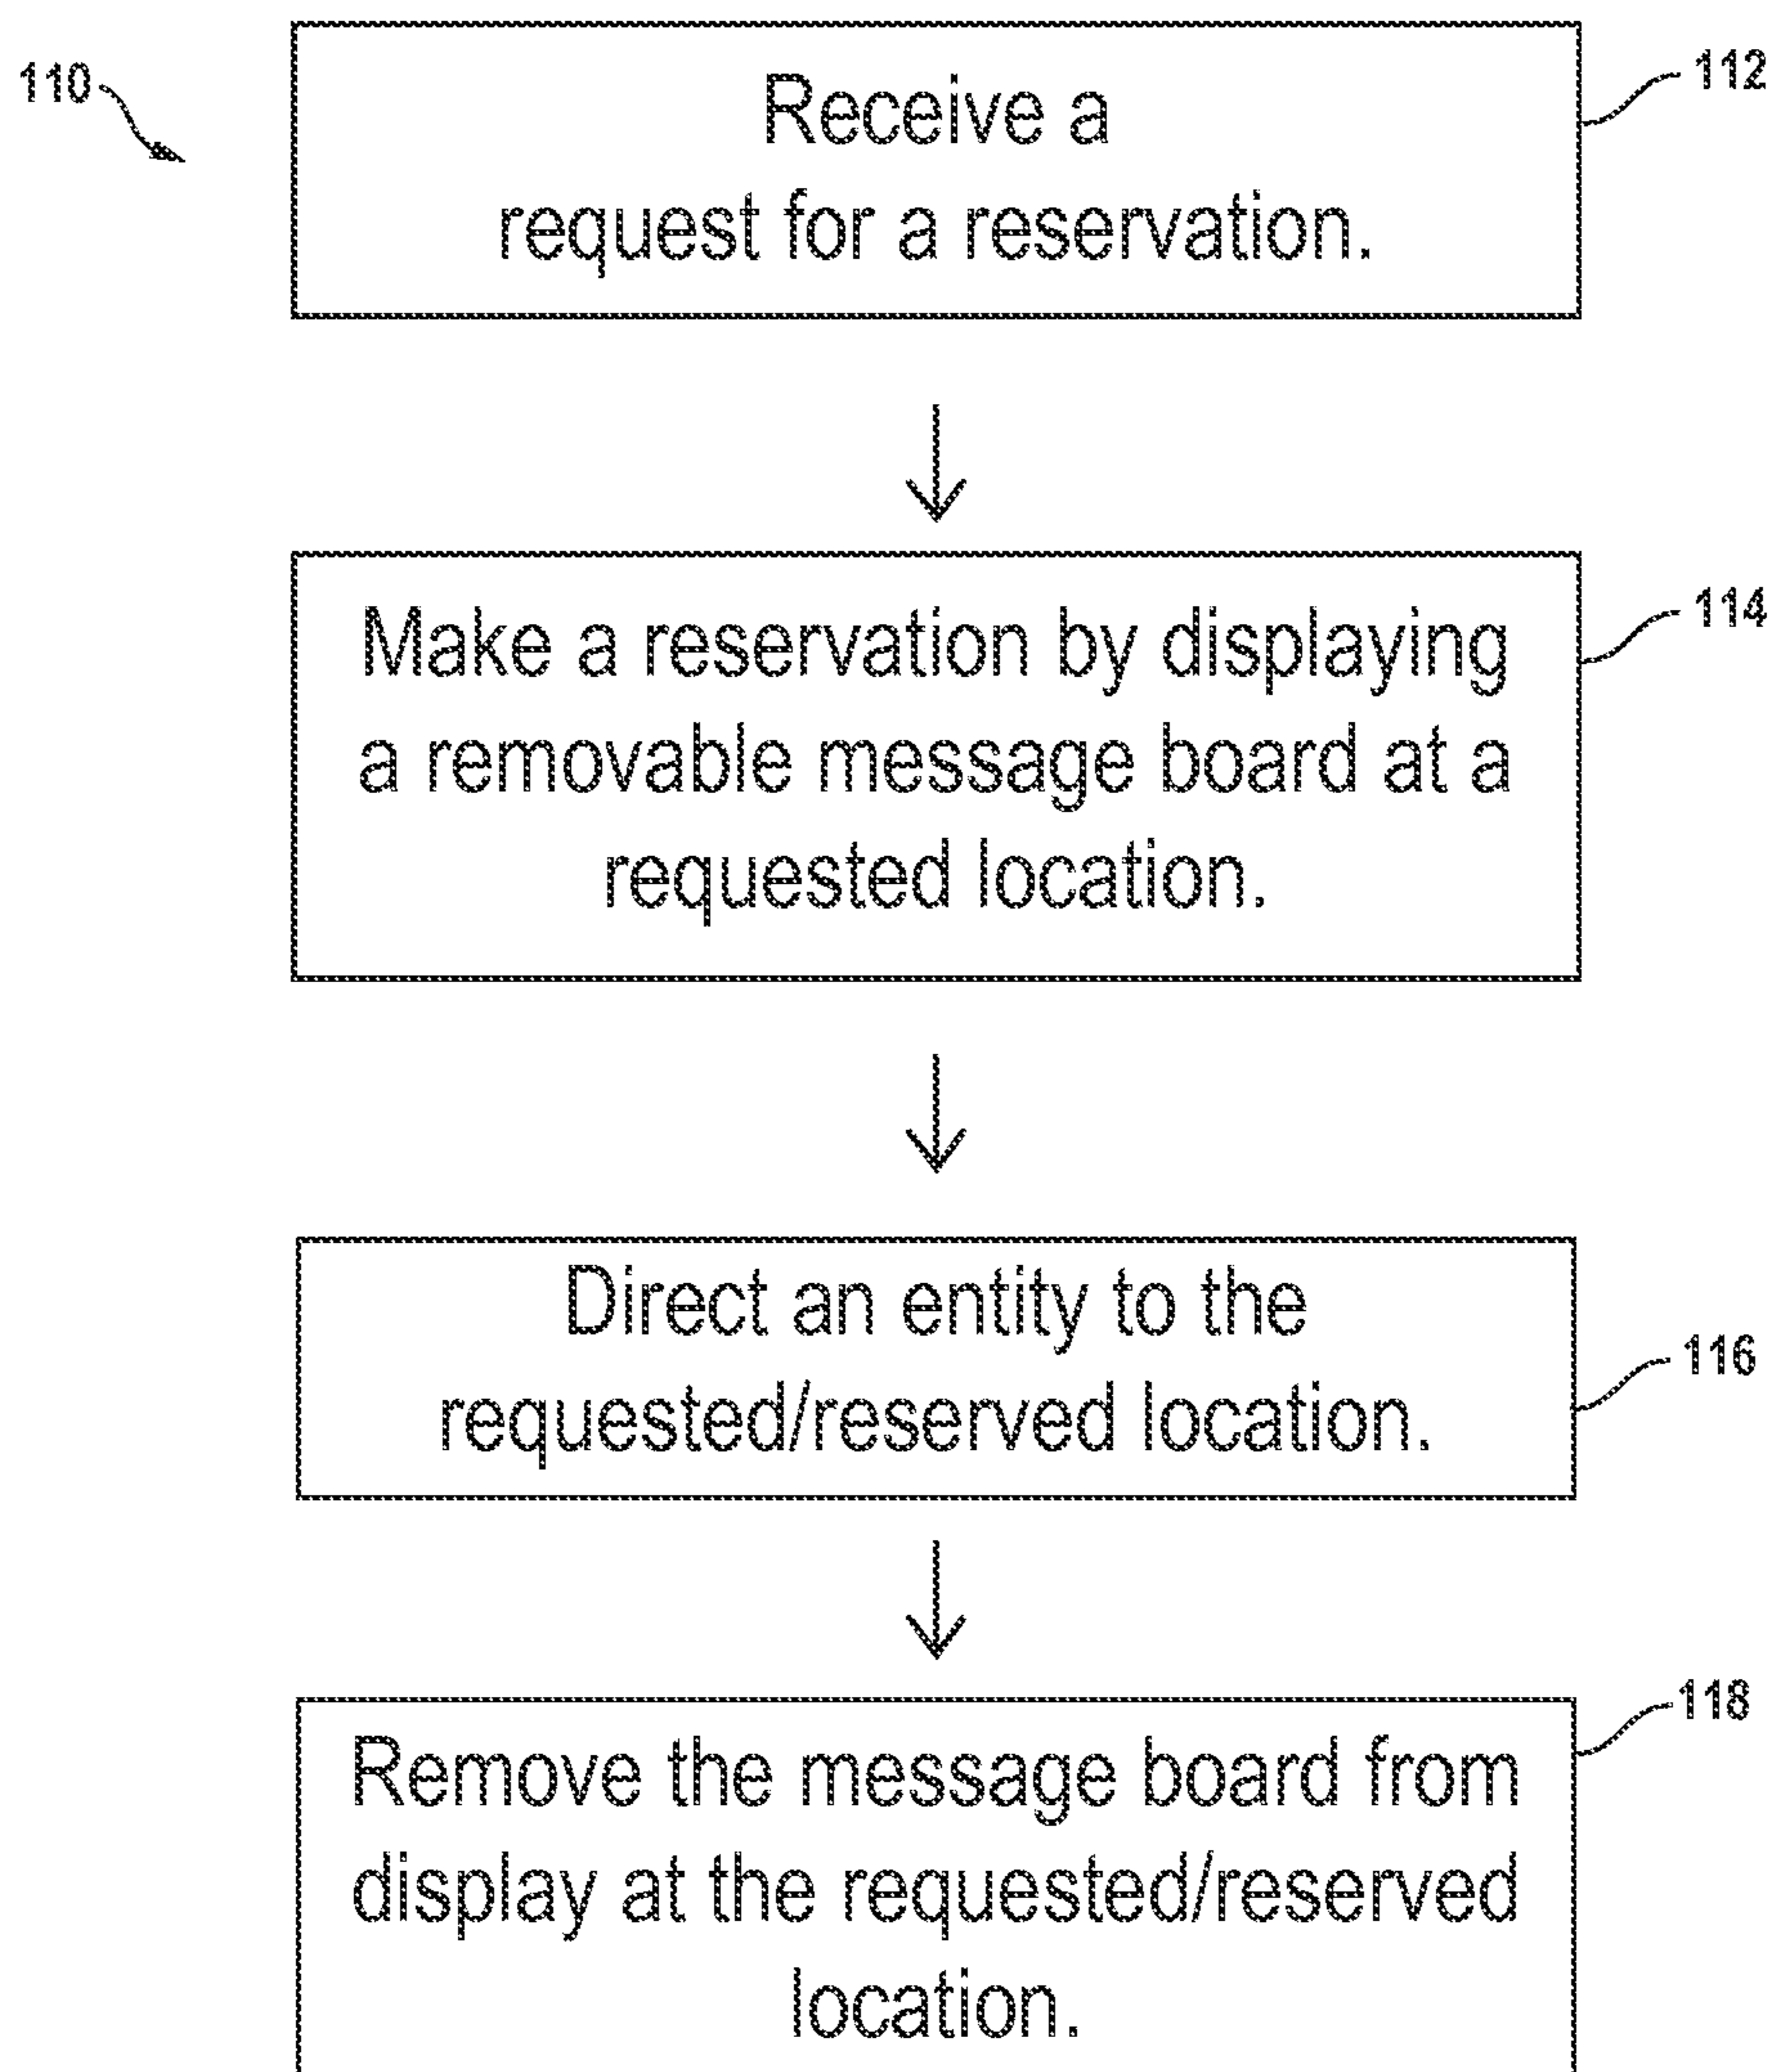 110
112
Receive a
request for a reservation.
114
Make a reservation by displaying
a removable message board at a
requested location.
Direct an entity to the
116
requested/reserved location.
118
Remove the message board from
display at the requested/reserved
location.